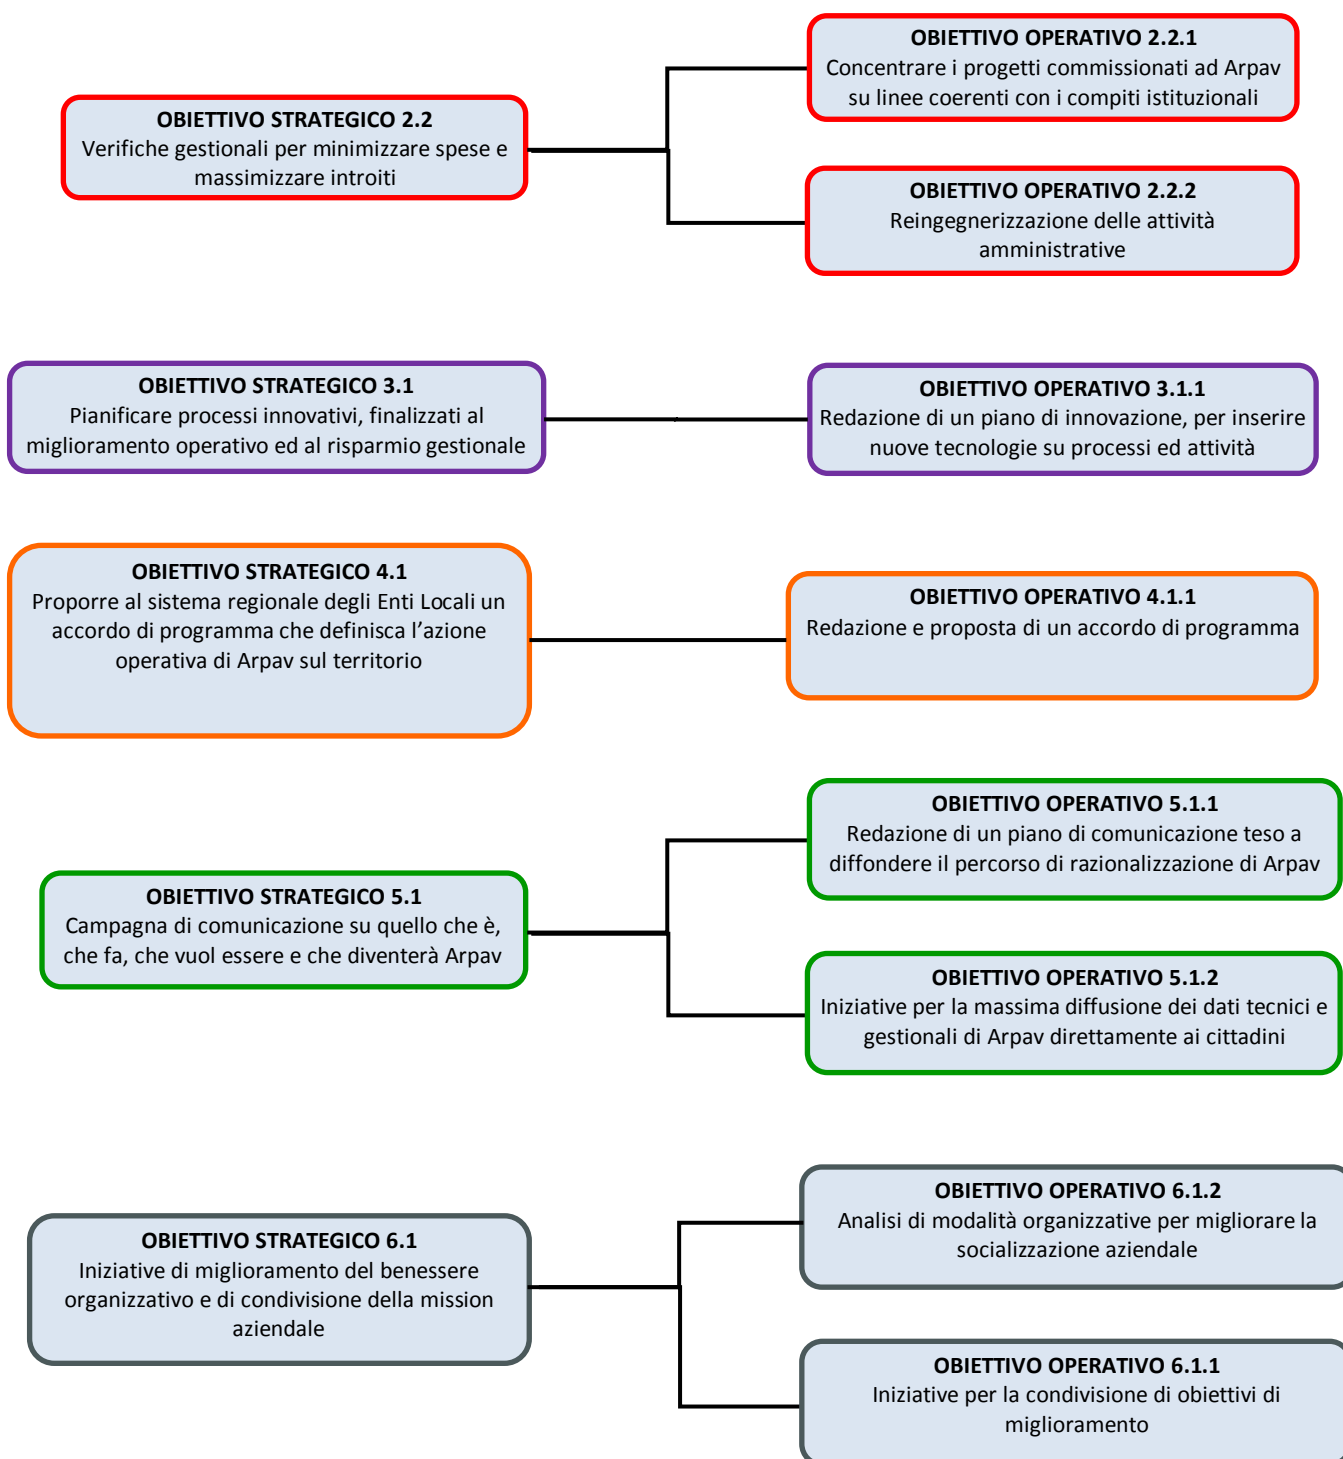 OBIETTIVO STRATEGICO 2.2
Verifiche gestionali per minimizzare spese e
massimizzare introiti
OBIETTIVO OPERATIVO 2.2.1
Concentrare i progetti commissionati ad Arpav
su linee coerenti con i compiti istituzionali
OBIETTIVO OPERATIVO 2.2.2
Reingegnerizzazione delle attività
amministrative
OBIETTIVO STRATEGICO 3.1
Pianificare processi innovativi, finalizzati al
miglioramento operativo ed al risparmio gestionale
OBIETTIVO OPERATIVO 3.1.1
Redazione di un piano di innovazione, per inserire
nuove tecnologie su processi ed attività
OBIETTIVO STRATEGICO 4.1
Proporre al sistema regionale degli Enti Locali un
accordo di programma che definisca l’azione
operativa di Arpav sul territorio
OBIETTIVO OPERATIVO 4.1.1
Redazione e proposta di un accordo di programma
OBIETTIVO STRATEGICO 5.1
Campagna di comunicazione su quello che è,
che fa, che vuol essere e che diventerà Arpav
OBIETTIVO OPERATIVO 5.1.1
Redazione di un piano di comunicazione teso a
diffondere il percorso di razionalizzazione di Arpav
OBIETTIVO OPERATIVO 5.1.2
Iniziative per la massima diffusione dei dati tecnici e
gestionali di Arpav direttamente ai cittadini
OBIETTIVO STRATEGICO 6.1
Iniziative di miglioramento del benessere
organizzativo e di condivisione della mission
aziendale
OBIETTIVO OPERATIVO 6.1.2
Analisi di modalità organizzative per migliorare la
socializzazione aziendale
OBIETTIVO OPERATIVO 6.1.1
Iniziative per la condivisione di obiettivi di
miglioramento